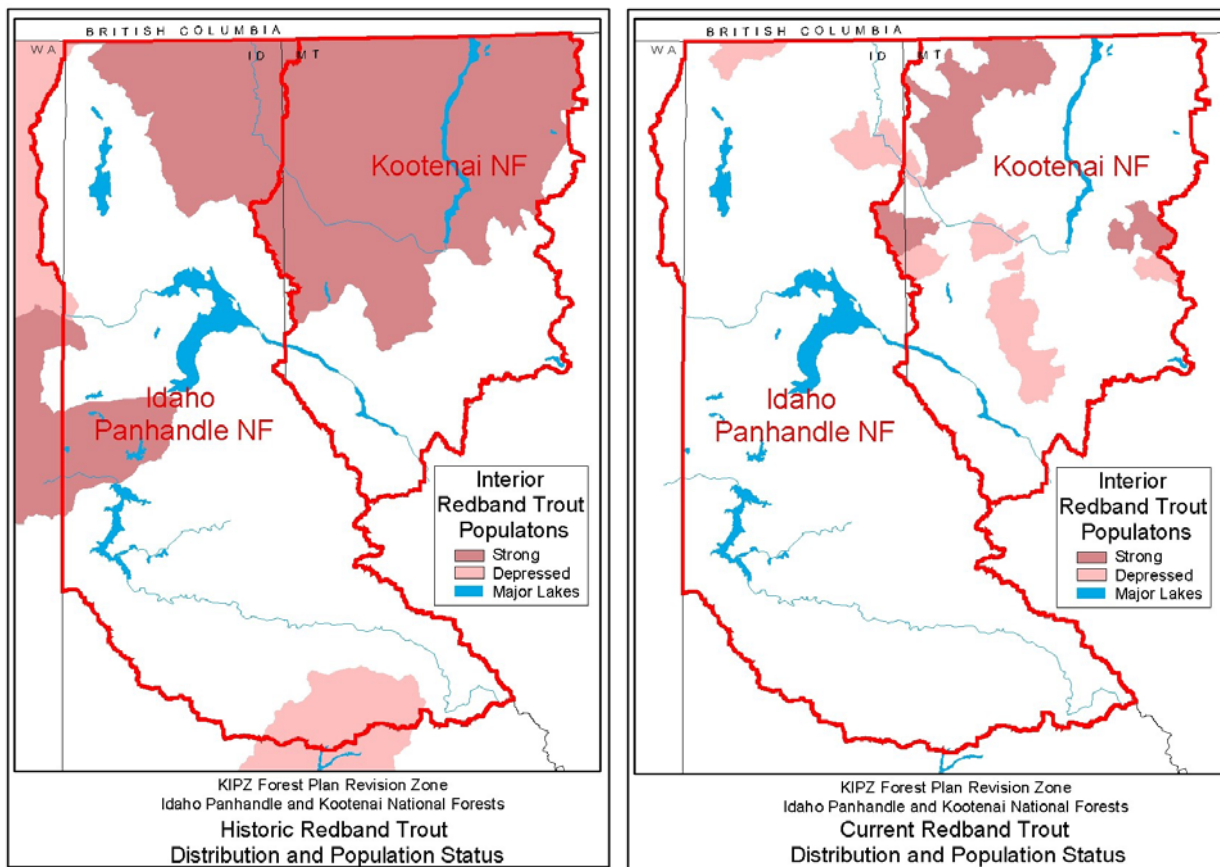 BRITISH COLUMBIA
WA
ID MT
Kootenai NF
Idaho
Panhandle NF
Interior
Redband Trout
Populatons
Strong
Depressed
Major Lakes
KIPZ Forest Plan Revision Zone
Idaho Panhandle and Kootenai National Forests
Historic Redband Trout
Distribution and Population Status
BRITISH COLUMBIA
WA
ID MT
Kootenai NF
Idaho
Panhandle NF
Interior
Redband Trout
Populatons
Strong
Depressed
Major Lakes
KIPZ Forest Plan Revision Zone
Idaho Panhandle and Kootenai National Forests
Current Redband Trout
Distribution and Population Status